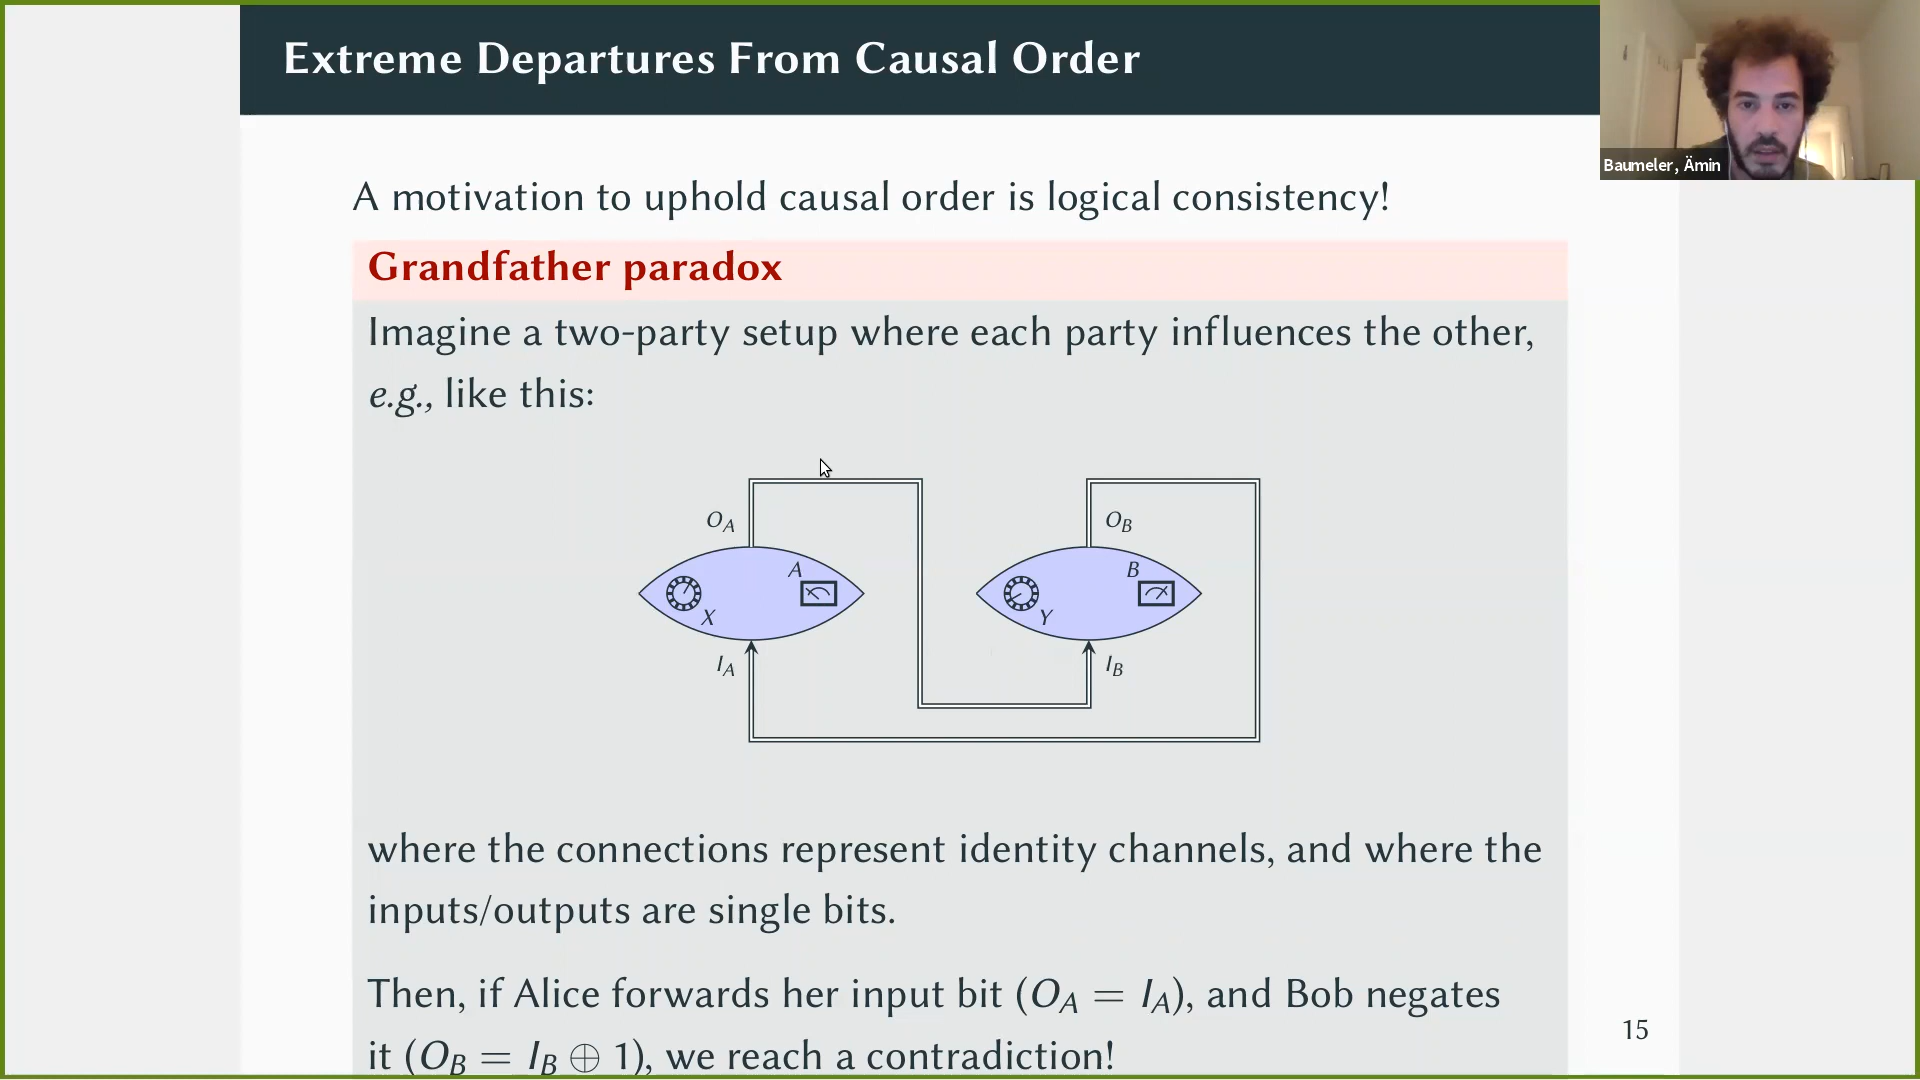 Extreme Departures From Causal Order
Baumeler, Ämin
A motivation to uphold causal order is logical consistency!
Grandfather paradox
Imagine a two-party setup where each party influences the other,
e.g., like this:
O_A
O_B
A
B
X
Y
I_A
I_B
where the connections represent identity channels, and where the
inputs/outputs are single bits.
Then, if Alice forwards her input bit (O_A = I_A), and Bob negates
it (O_B = I_B ⊕ 1), we reach a contradiction!
15